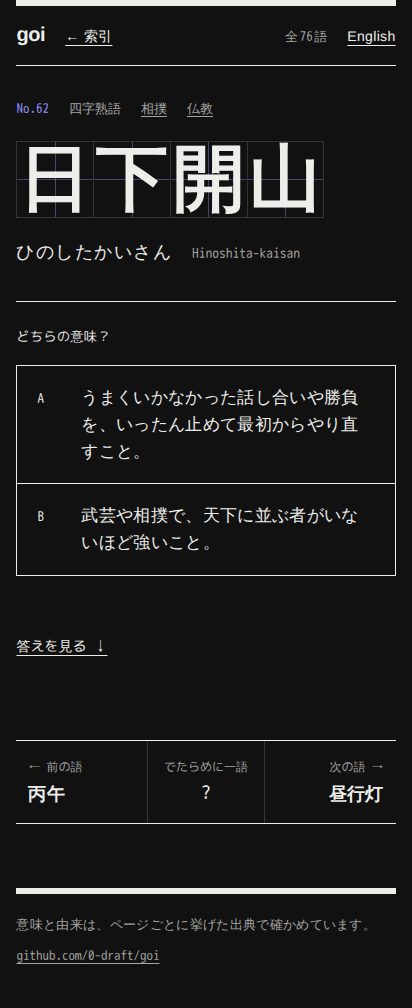 goi ← 索引 全76語 English
No.62 四字熟語 相撲 仏教
日下開山
ひのしたかいさん Hinoshita-kaisan
どちらの意味？
A うまくいかなかった話し合いや勝負
を、いったん止めて最初からやり直
すこと。
B 武芸や相撲で、天下に並ぶ者がいな
いほど強いこと。
答えを見る ↓
← 前の語 でたらめに一語 次の語 →
丙午 ? 昼行灯
意味と由来は、ページごとに挙げた出典で確かめています。
github.com/0-draft/goi